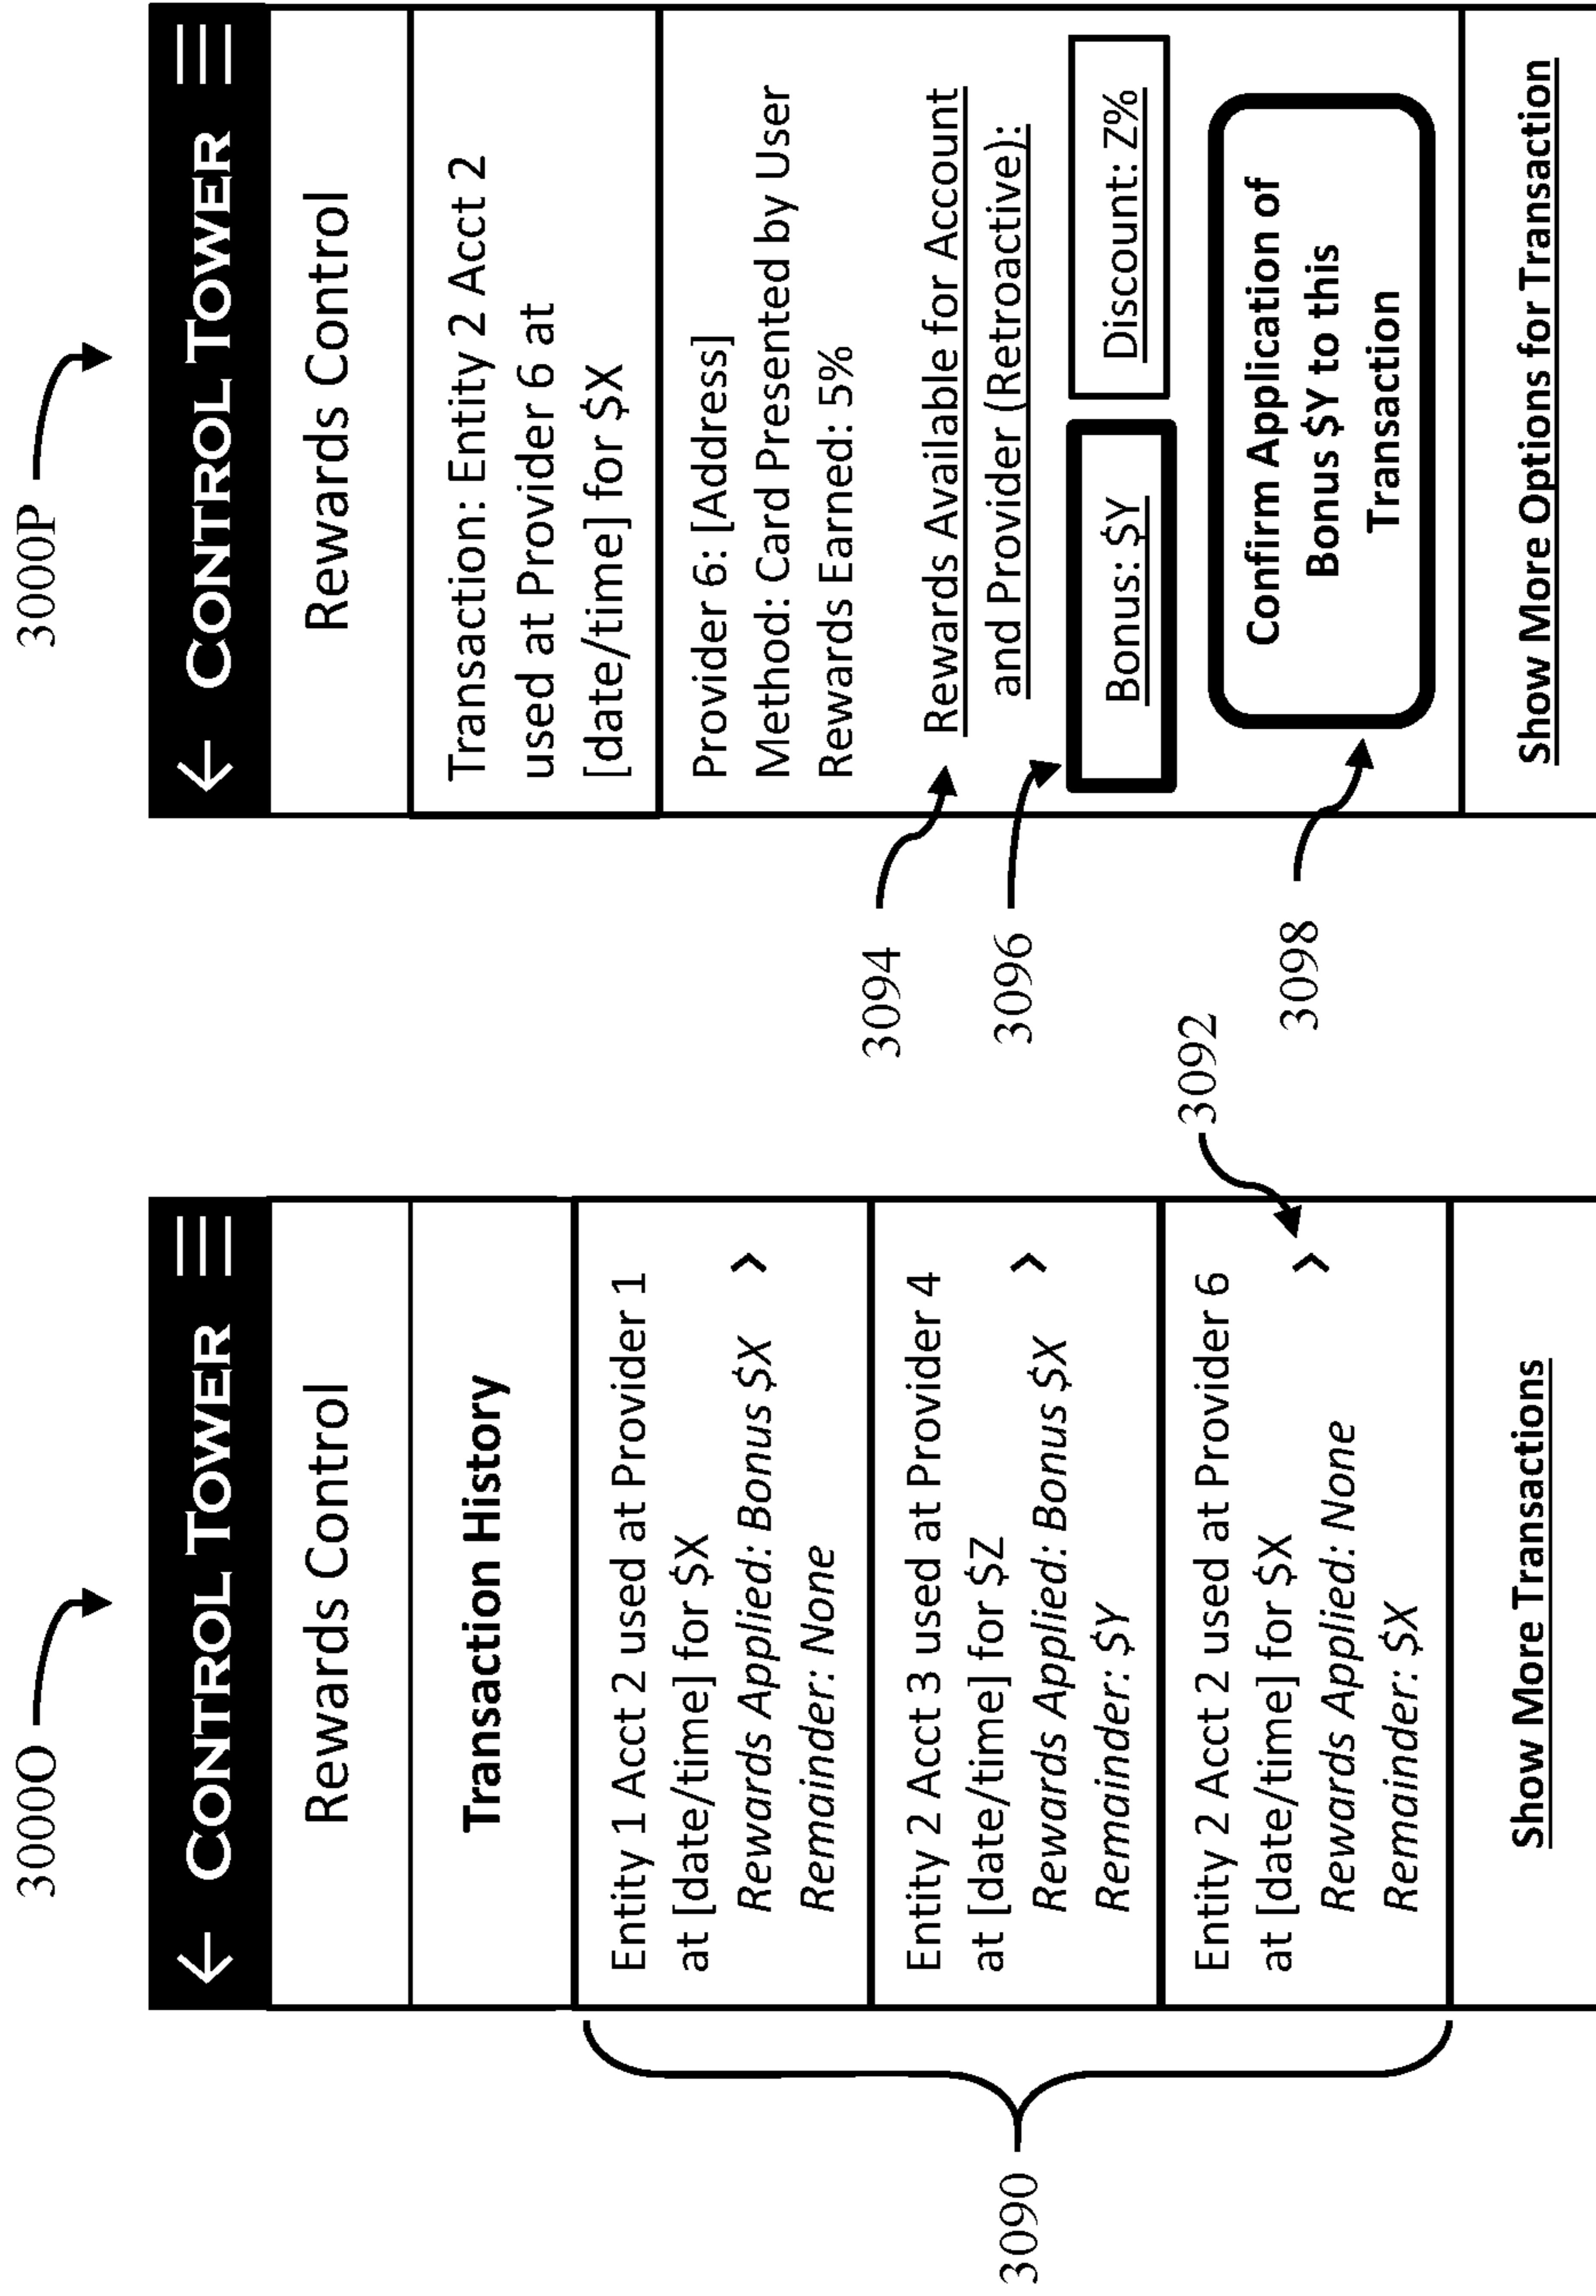 3000O
← CONTROL TOWER
Rewards Control
Transaction History
Entity 1 Acct 2 used at Provider 1
at [date/time] for $X
Rewards Applied: Bonus $X >
Remainder: None
Entity 2 Acct 3 used at Provider 4
at [date/time] for $Z
Rewards Applied: Bonus $X >
Remainder: $Y
Entity 2 Acct 2 used at Provider 6
at [date/time] for $X
Rewards Applied: None >
Remainder: $X
Show More Transactions
3090
3092
3000P
← CONTROL TOWER
Rewards Control
Transaction: Entity 2 Acct 2
used at Provider 6 at
[date/time] for $X
Provider 6: [Address]
Method: Card Presented by User
Rewards Earned: 5%
3094
Rewards Available for Account
and Provider (Retroactive):
3096
Bonus: $Y Discount: Z%
3098
Confirm Application of
Bonus $Y to this
Transaction
Show More Options for Transaction